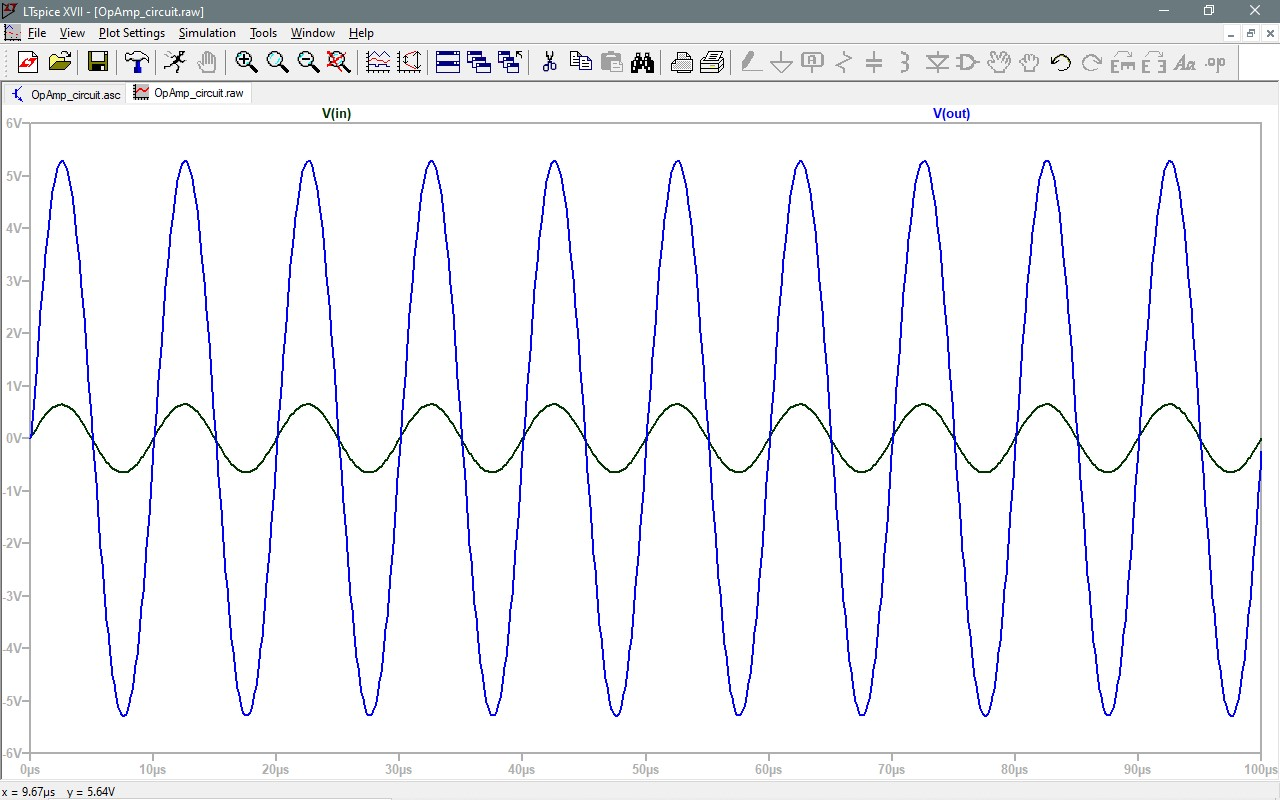 LTspice XVII - [OpAmp_circuit.raw]
File View Plot Settings Simulation Tools Window Help
OpAmp_circuit.asc OpAmp_circuit.raw
V(in) V(out)
6V
5V
4V
3V
2V
1V
0V
-1V
-2V
-3V
-4V
-5V
-6V
0µs 10µs 20µs 30µs 40µs 50µs 60µs 70µs 80µs 90µs 100µs
x = 9.67µs y = 5.64V